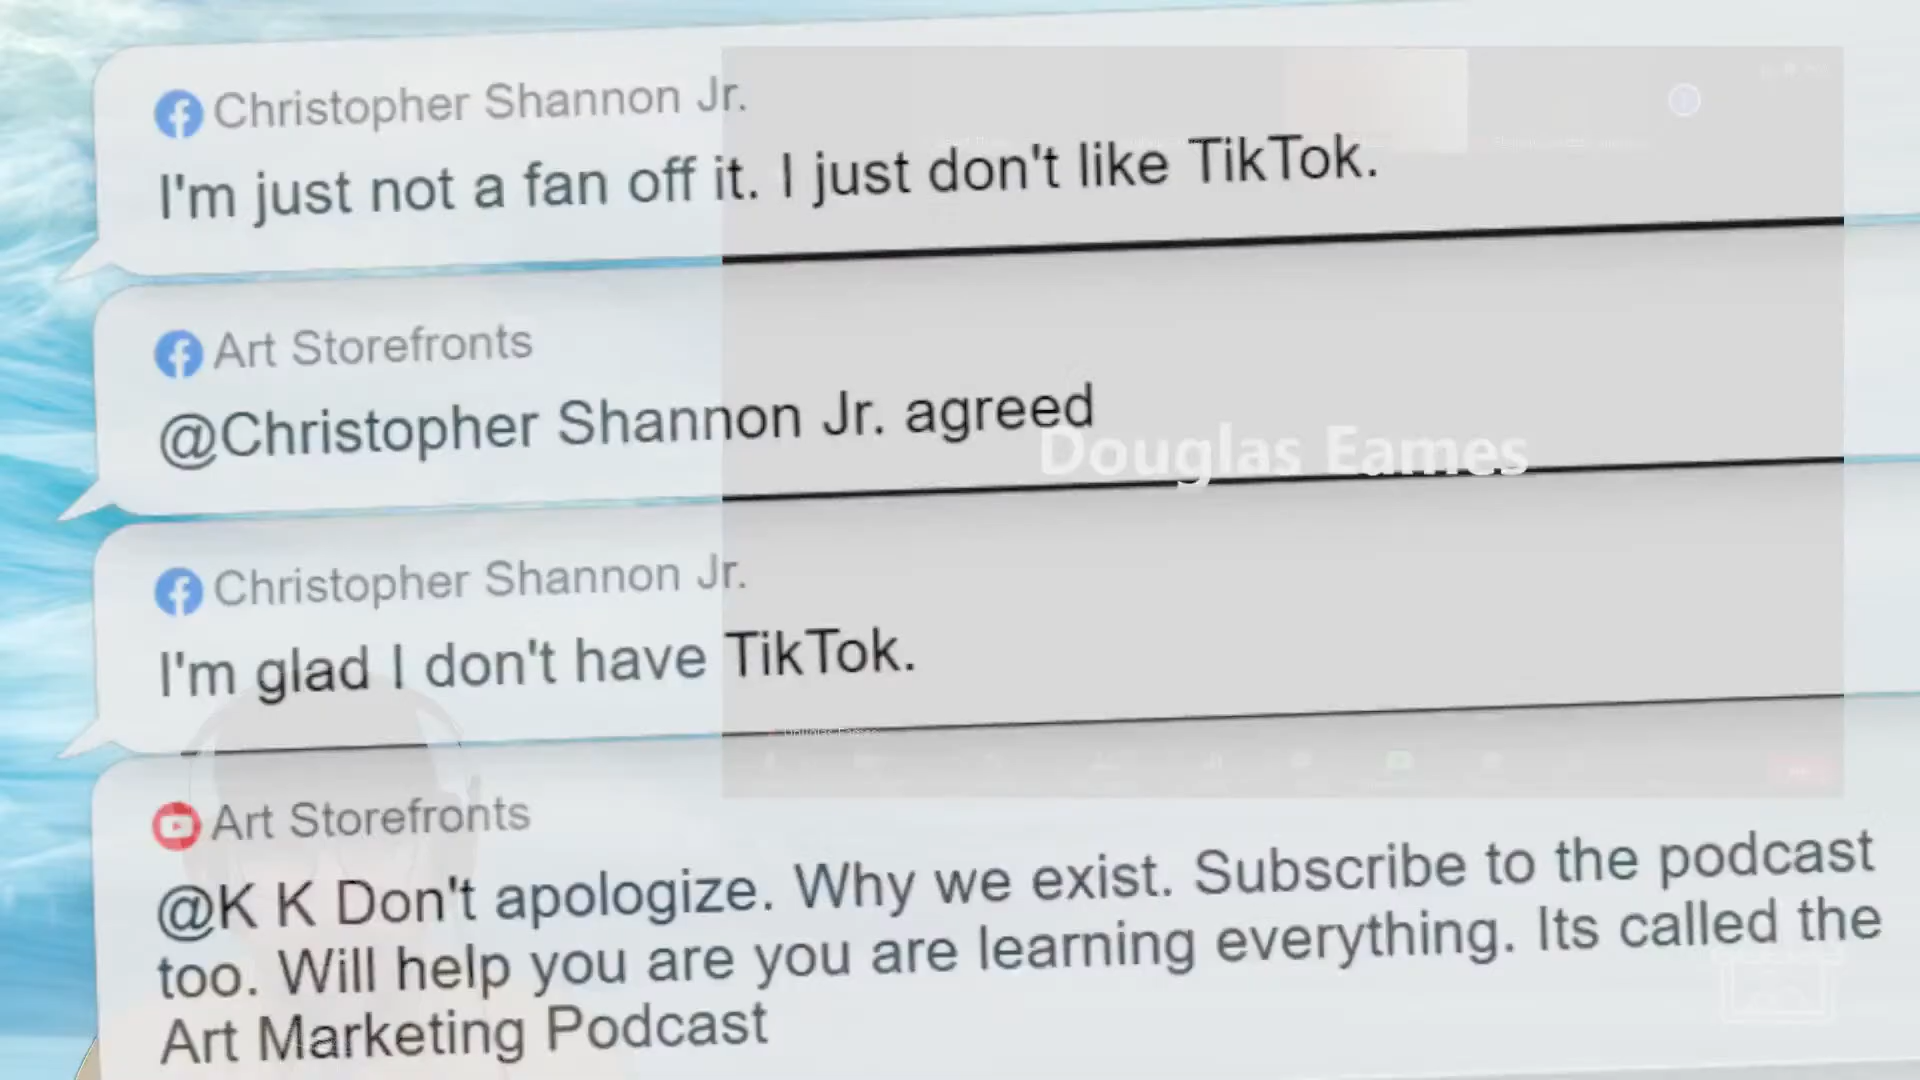 Christopher Shannon Jr.
I'm just not a fan off it. I just don't like TikTok.
Art Storefronts
@Christopher Shannon Jr. agreed
Douglas Eames
Christopher Shannon Jr.
I'm glad I don't have TikTok.
Douglas Eames
Art Storefronts
@K K Don't apologize. Why we exist. Subscribe to the podcast
too. Will help you are you are learning everything. Its called the
Art Marketing Podcast